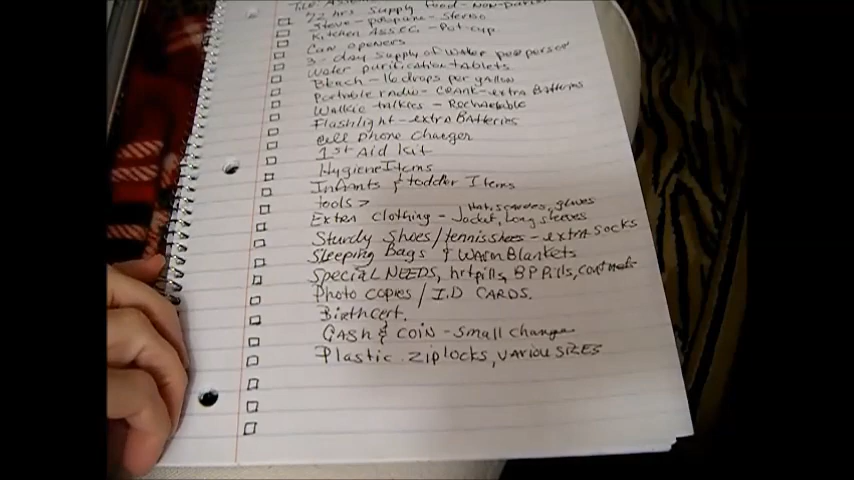 72 hrs Supply food - non-
Stove - propane - Sterno
Kitchen ASSEC. - Pot-cup.
Can openers
3 - day supply of water per person
water purification tablets
Bleach - 16 drops per gallon
Portable radio - CRANK - extra Batteries
Walkie talkies - Rechaetable
Flashlight - extra BAtteries
Cell phone charger
1st Aid kit
Hygiene Items
Infants & toddler Items
tools >
Hat, scarves, gloves
Extra Clothing - Jacket, Long sleeves
Sturdy Shoes / tennis shoes - extra SOCKS
Sleeping Bags & WARM Blankets
Special NEEDS, hrt pills, BP Pills,
Photo copies / I.D CARDS.
Birth cert.
CASH & COIN - small change
Plastic ziplocks, VARIOUS SIZES